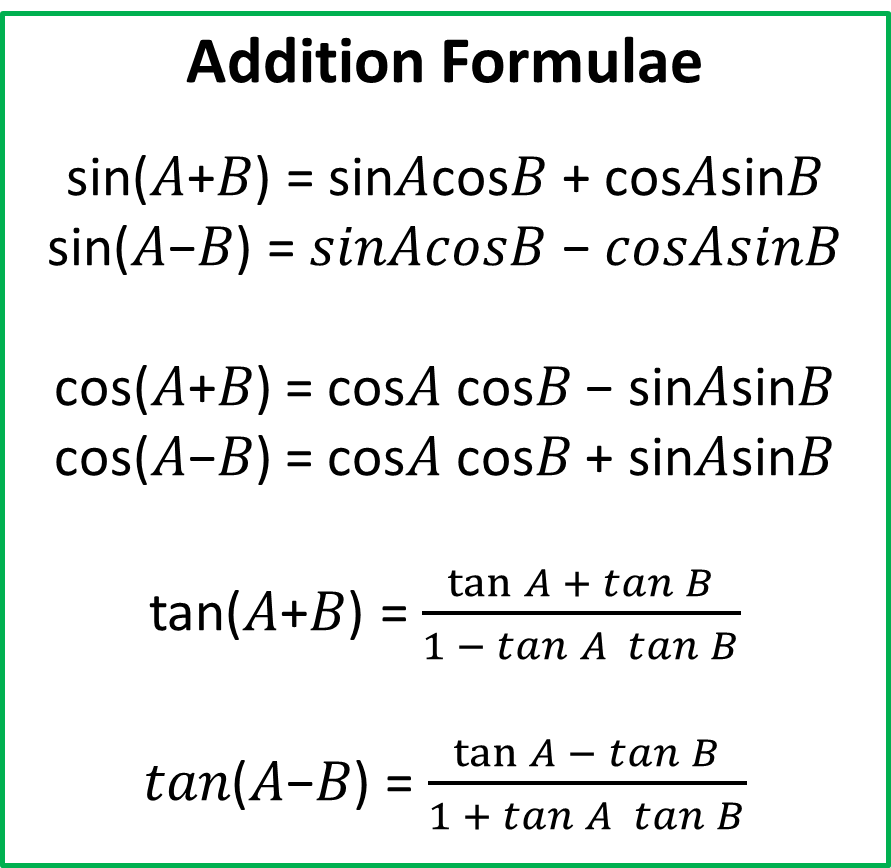 Addition Formulae
sin(A+B) = sinAcosB + cosAsinB
sin(A−B) = sinAcosB − cosAsinB
cos(A+B) = cosA cosB − sinAsinB
cos(A−B) = cosA cosB + sinAsinB
tan(A+B) =
tan A + tan B
1 − tan A tan B
tan(A−B) =
tan A − tan B
1 + tan A tan B